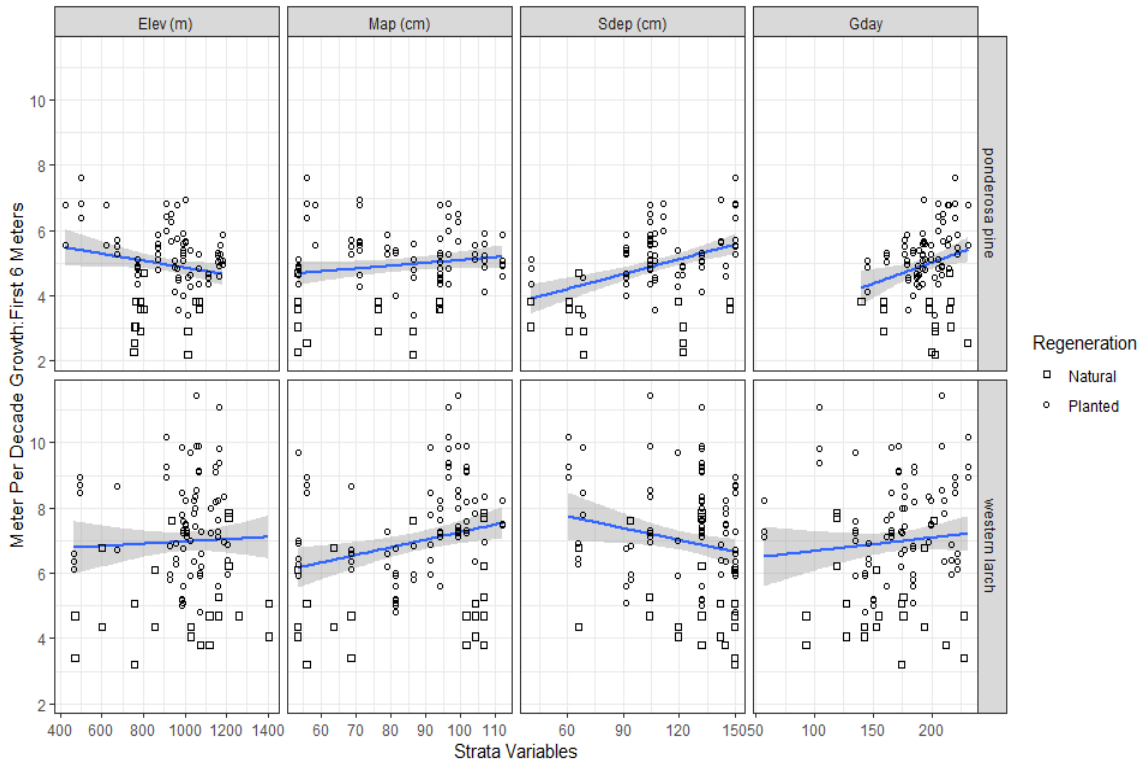 Elev (m) Map (cm) Sdep (cm) Gday
10
8
6
4
2
ponderosa pine
10
8
6
4
2
western larch
Meter Per Decade Growth:First 6 Meters
400 600 800 1000 1200 1400 60 70 80 90 100 110 60 90 120 150 50 100 150 200
Strata Variables
Regeneration
Natural
Planted